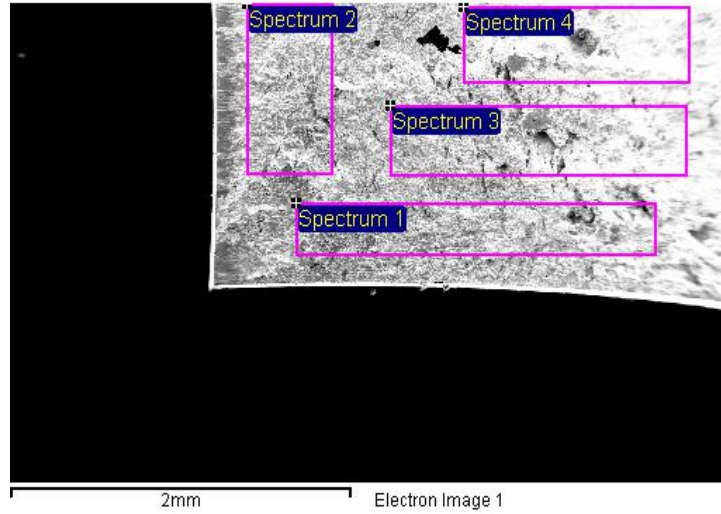 Spectrum 2
Spectrum 4
Spectrum 3
Spectrum 1
2mm
Electron Image 1